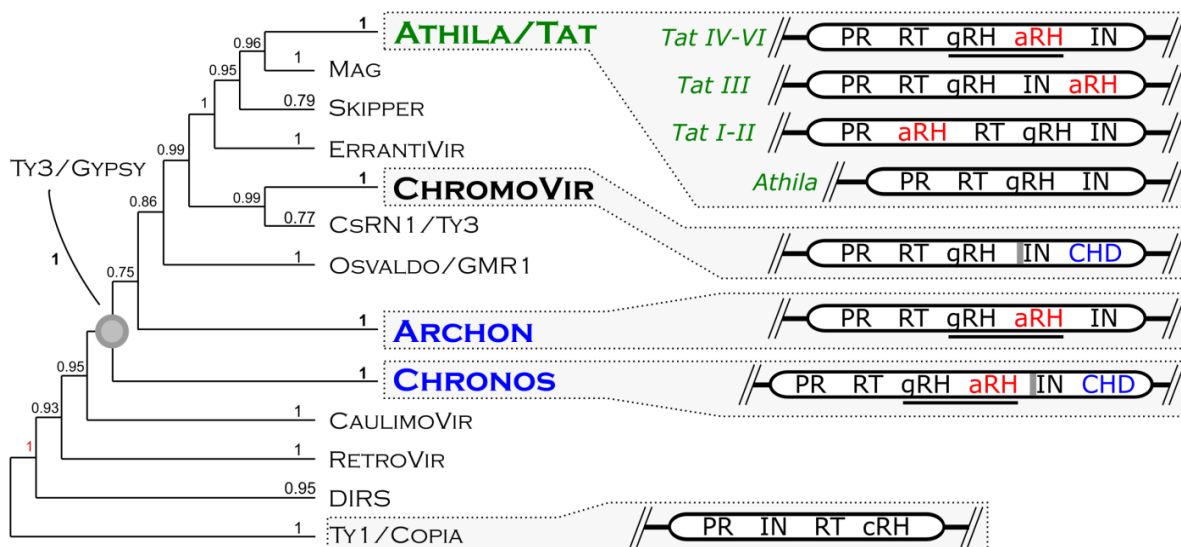 1 ATHILA/TAT Tat IV-VI PR RT gRH aRH IN
0.96
1 MAG
0.95
Tat III PR RT gRH IN aRH
0.79 SKIPPER
1
Tat I-II PR aRH RT gRH IN
1 ERRANTIVIR
0.99
TY3/GYPSY
1 CHROMOVIR Athila PR RT gRH IN
0.99
0.77 CSRN1/TY3
0.86
1 OSVALDO/GMR1 PR RT gRH IN CHD
1
0.75
1 ARCHON PR RT gRH aRH IN
1 CHRONOS PR RT gRH aRH IN CHD
0.95
1 CAULIMOVIR
0.93
1 RETROVIR
1
0.95 DIRS
1 TY1/COPIA PR IN RT cRH